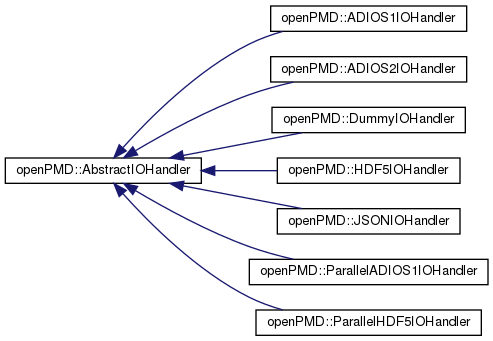 openPMD::ADIOS1IOHandler
openPMD::ADIOS2IOHandler
openPMD::DummyIOHandler
openPMD::AbstractIOHandler
openPMD::HDF5IOHandler
openPMD::JSONIOHandler
openPMD::ParallelADIOS1IOHandler
openPMD::ParallelHDF5IOHandler